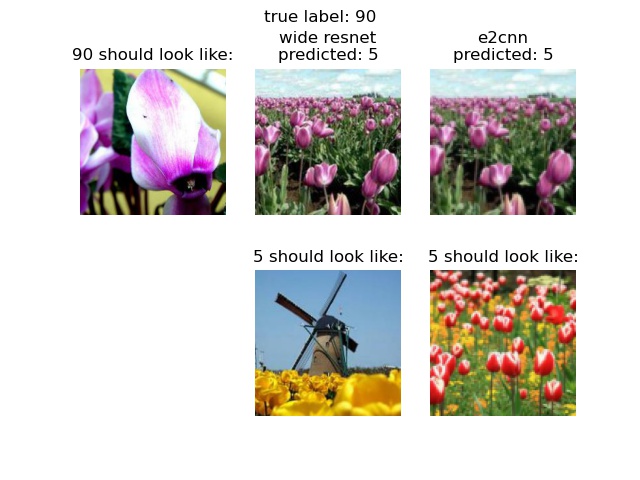 true label: 90
90 should look like:
wide resnet
predicted: 5
e2cnn
predicted: 5
5 should look like:
5 should look like: